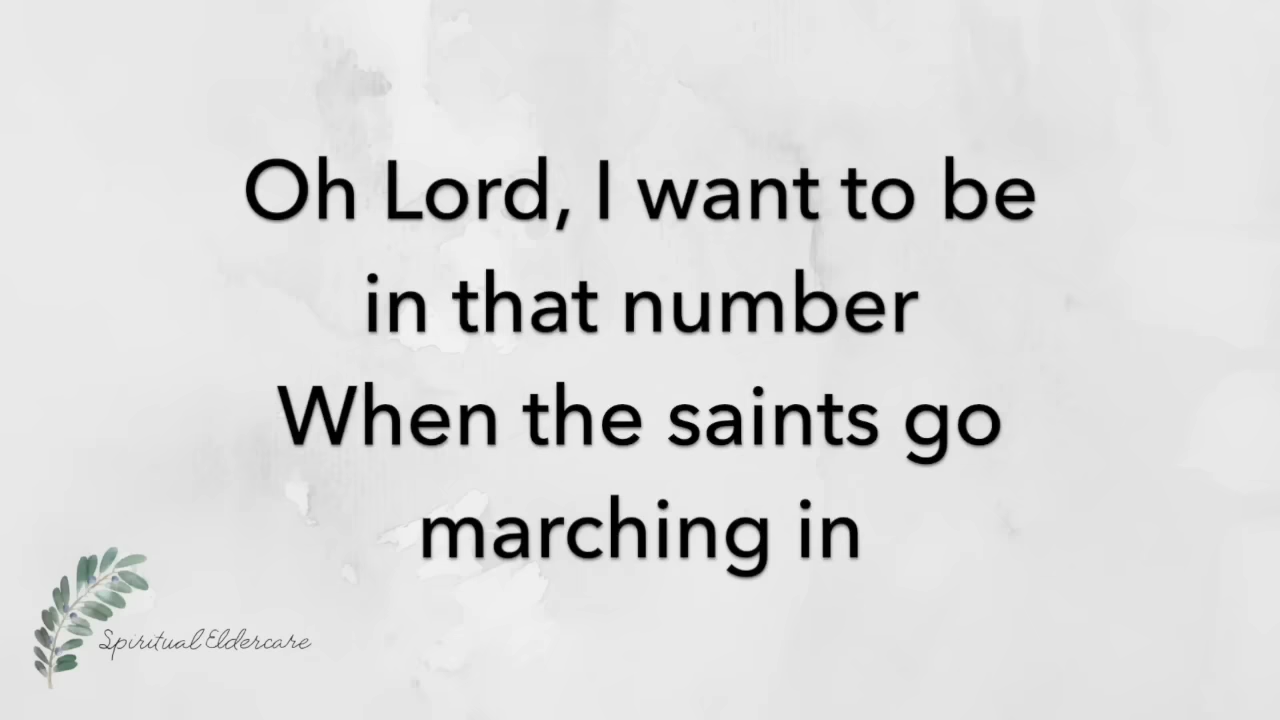 Oh Lord, I want to be
in that number
When the saints go
marching in
Spiritual Eldercare